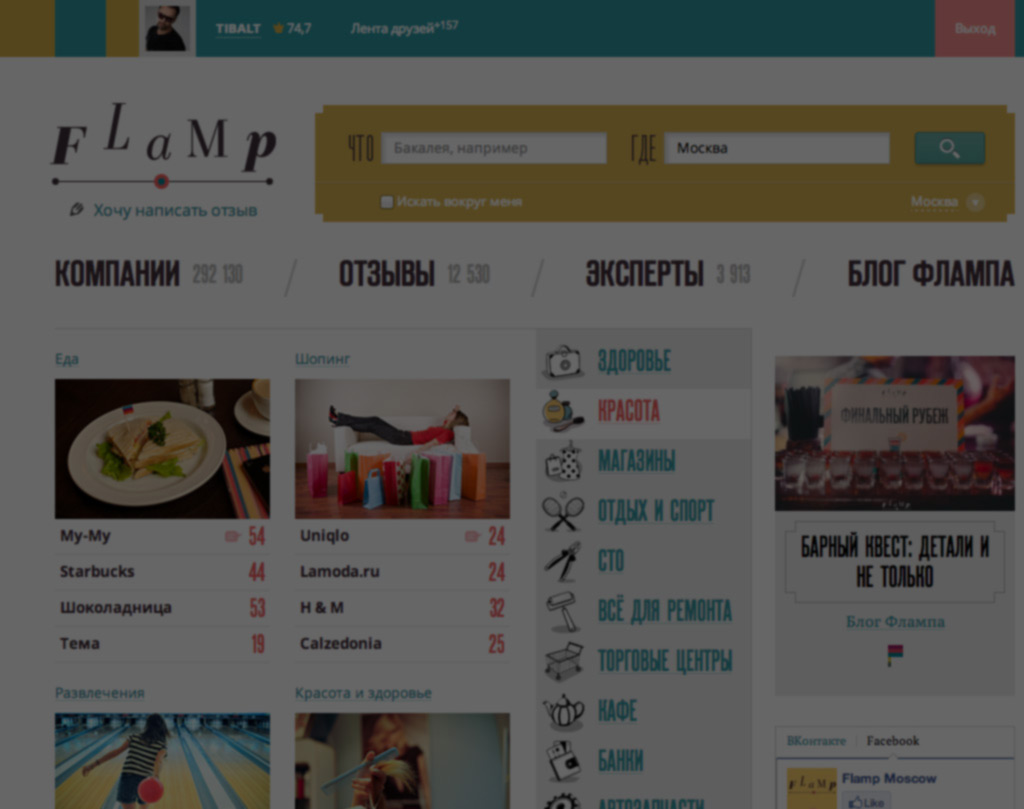 TIBALT 74,7 Лента друзей+157 Выход
FLaMp
ЧТО Бакалея, например ГДЕ Москва
Искать вокруг меня Москва
Хочу написать отзыв
КОМПАНИИ 292 130 / ОТЗЫВЫ 12 530 / ЭКСПЕРТЫ 3 913 / БЛОГ ФЛАМПА
Еда
My-My 54
Starbucks 44
Шоколадница 53
Тема 19
Шопинг
Uniqlo 24
Lamoda.ru 24
H & M 32
Calzedonia 25
Развлечения
Красота и здоровье
ЗДОРОВЬЕ
КРАСОТА
МАГАЗИНЫ
ОТДЫХ И СПОРТ
СТО
ВСЁ ДЛЯ РЕМОНТА
ТОРГОВЫЕ ЦЕНТРЫ
КАФЕ
БАНКИ
АВТОЗАПЧАСТИ
ФИНАЛЬНЫЙ РУБЕЖ
БАРНЫЙ КВЕСТ: ДЕТАЛИ И
НЕ ТОЛЬКО
Блог Флампа
ВКонтакте Facebook
FLaMp
Flamp Moscow
Like